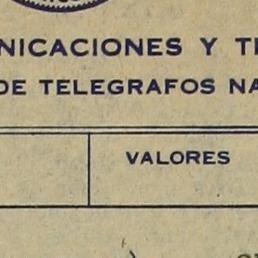 NICACIONES Y T
DE TELEGRAFOS NA
VALORES